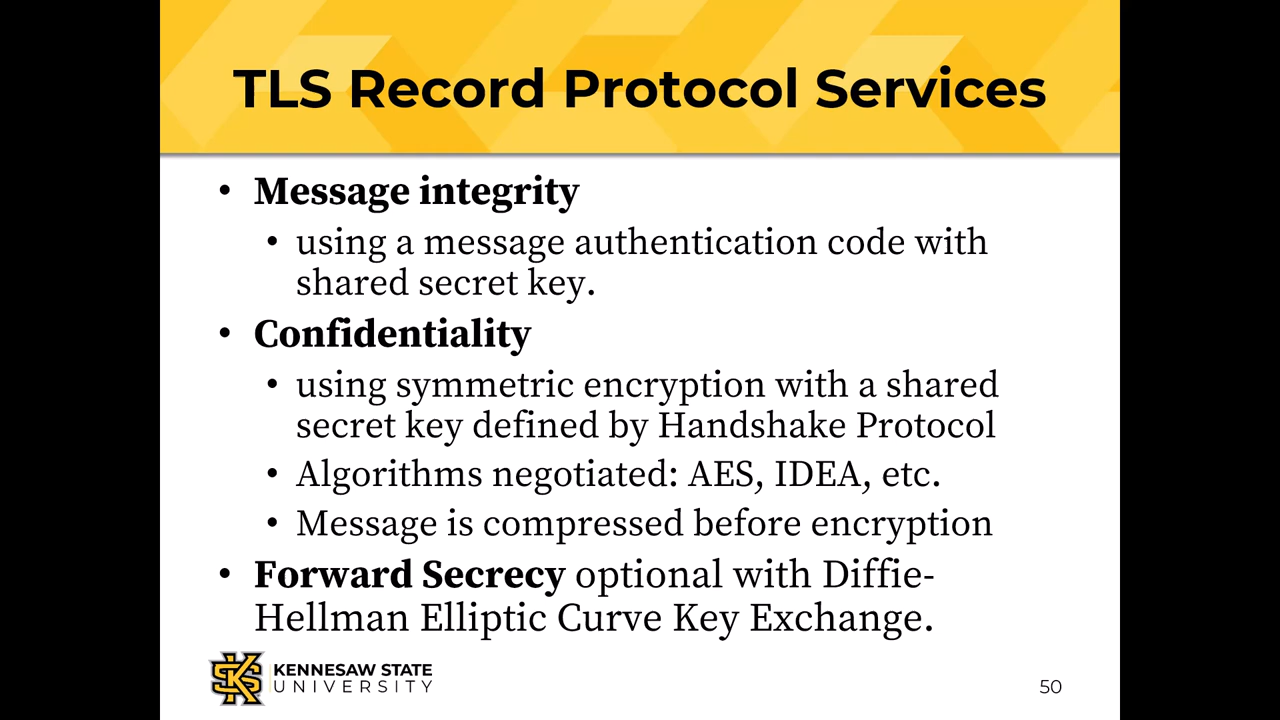 TLS Record Protocol Services
• Message integrity
• using a message authentication code with
shared secret key.
• Confidentiality
• using symmetric encryption with a shared
secret key defined by Handshake Protocol
• Algorithms negotiated: AES, IDEA, etc.
• Message is compressed before encryption
• Forward Secrecy optional with Diffie-
Hellman Elliptic Curve Key Exchange.
KENNESAW STATE
UNIVERSITY
50